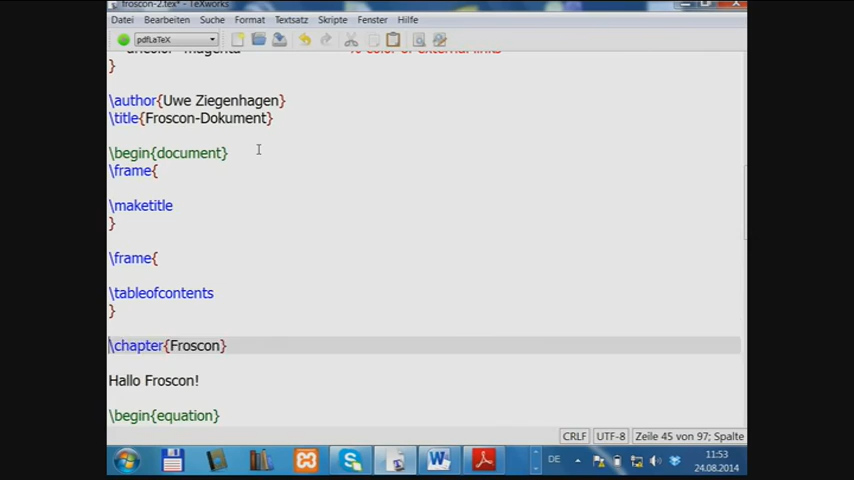 froscon-2.tex* - TeXworks
Datei Bearbeiten Suche Format Textsatz Skripte Fenster Hilfe
pdfLaTeX
}
\author{Uwe Ziegenhagen}
\title{Froscon-Dokument}
\begin{document}
\frame{
\maketitle
}
\frame{
\tableofcontents
}
\chapter{Froscon}
Hallo Froscon!
\begin{equation}
CRLF UTF-8 Zeile 45 von 97; Spalte
DE 11:53
24.08.2014